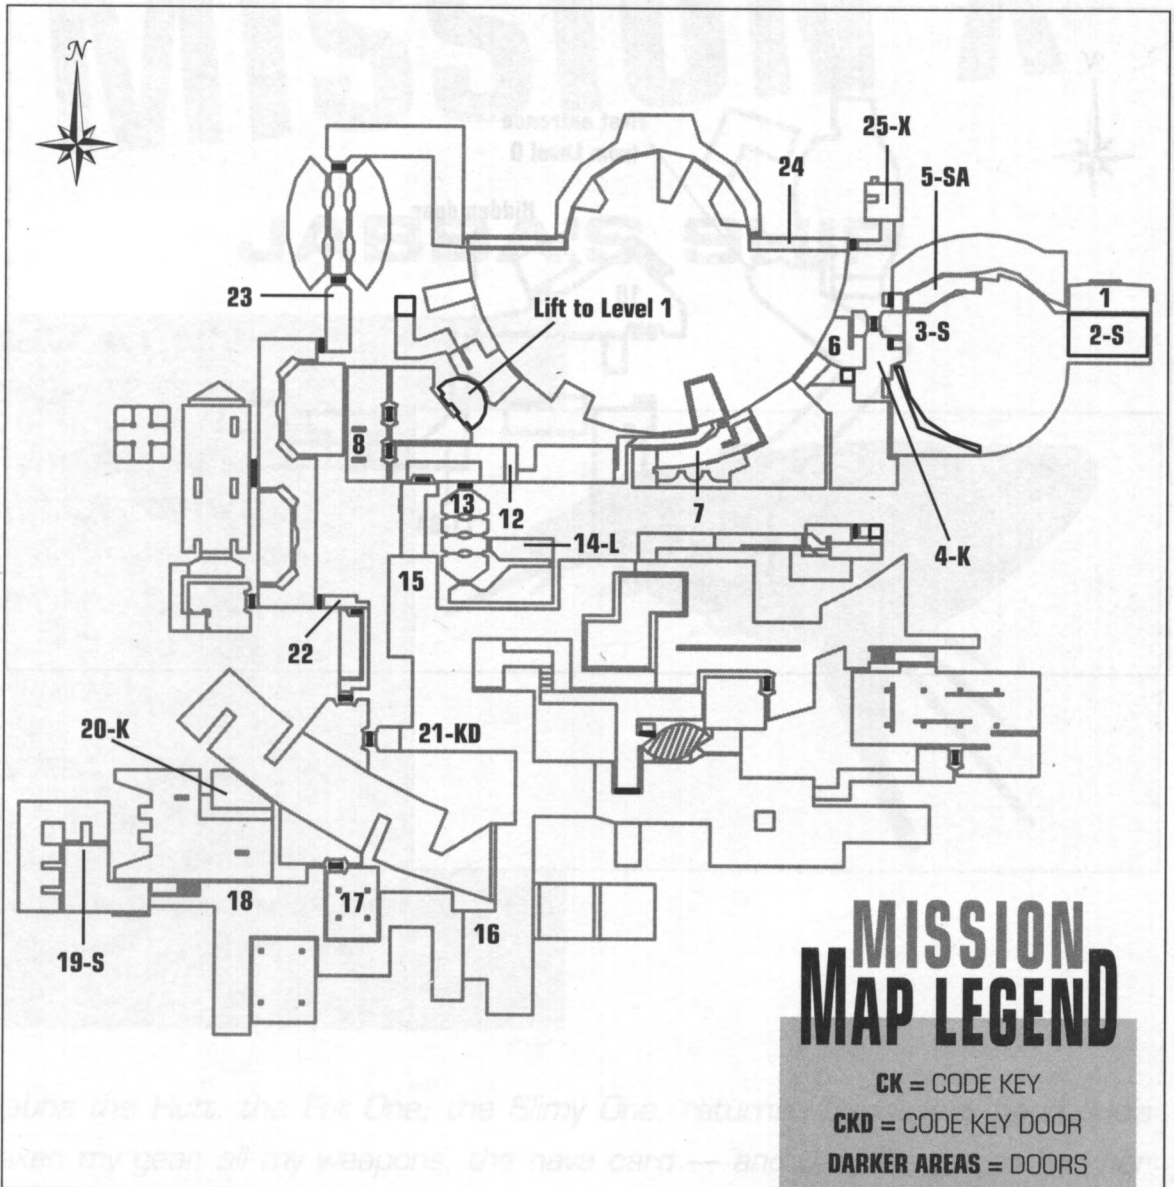 N
25-X
24
5-SA
23
Lift to Level 1
1
2-S
3-S
6
8
13
12
7
14-L
4-K
15
22
20-K
21-KD
18
17
16
19-S
MISSION
MAP LEGEND
CK = CODE KEY
CKD = CODE KEY DOOR
DARKER AREAS = DOORS